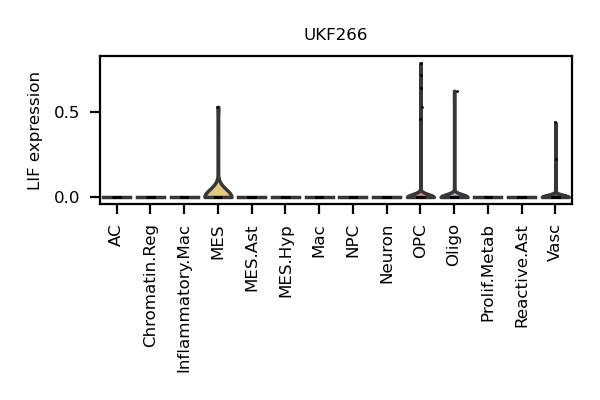 UKF266
LIF expression
0.5
0.0
AC
Chromatin.Reg
Inflammatory.Mac
MES
MES.Ast
MES.Hyp
Mac
NPC
Neuron
OPC
Oligo
Prolif.Metab
Reactive.Ast
Vasc